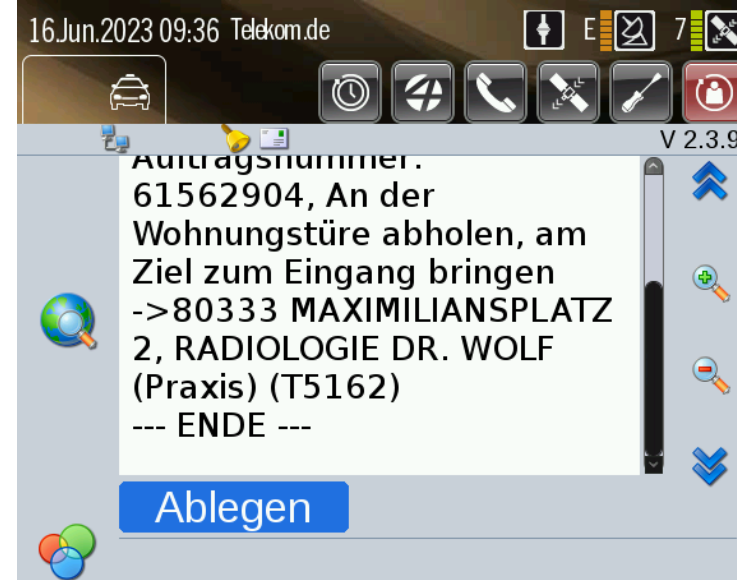 16.Jun.2023 09:36 Telekom.de
E
7
V 2.3.9
Auftragsnummer:
61562904, An der
Wohnungstüre abholen, am
Ziel zum Eingang bringen
->80333 MAXIMILIANSPLATZ
2, RADIOLOGIE DR. WOLF
(Praxis) (T5162)
--- ENDE ---
Ablegen